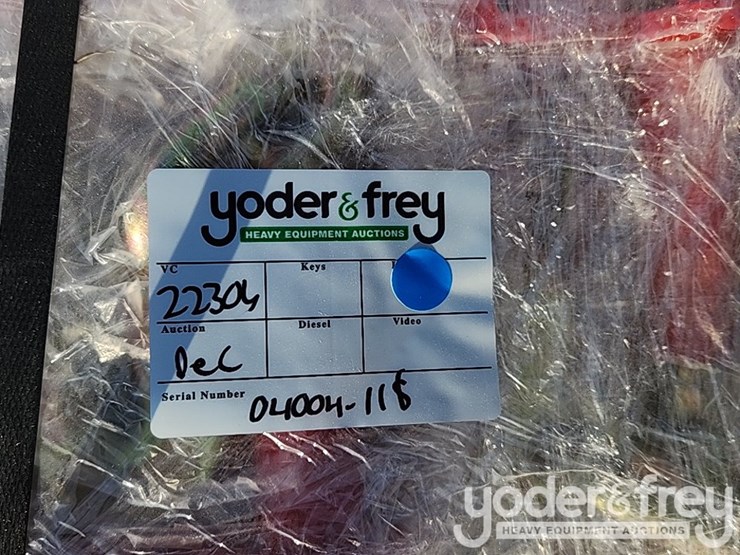 yoder & frey
HEAVY EQUIPMENT AUCTIONS
VC Keys
22304
Auction Diesel Video
Dec
Serial Number 04004-118
yoder & frey
HEAVY EQUIPMENT AUCTIONS